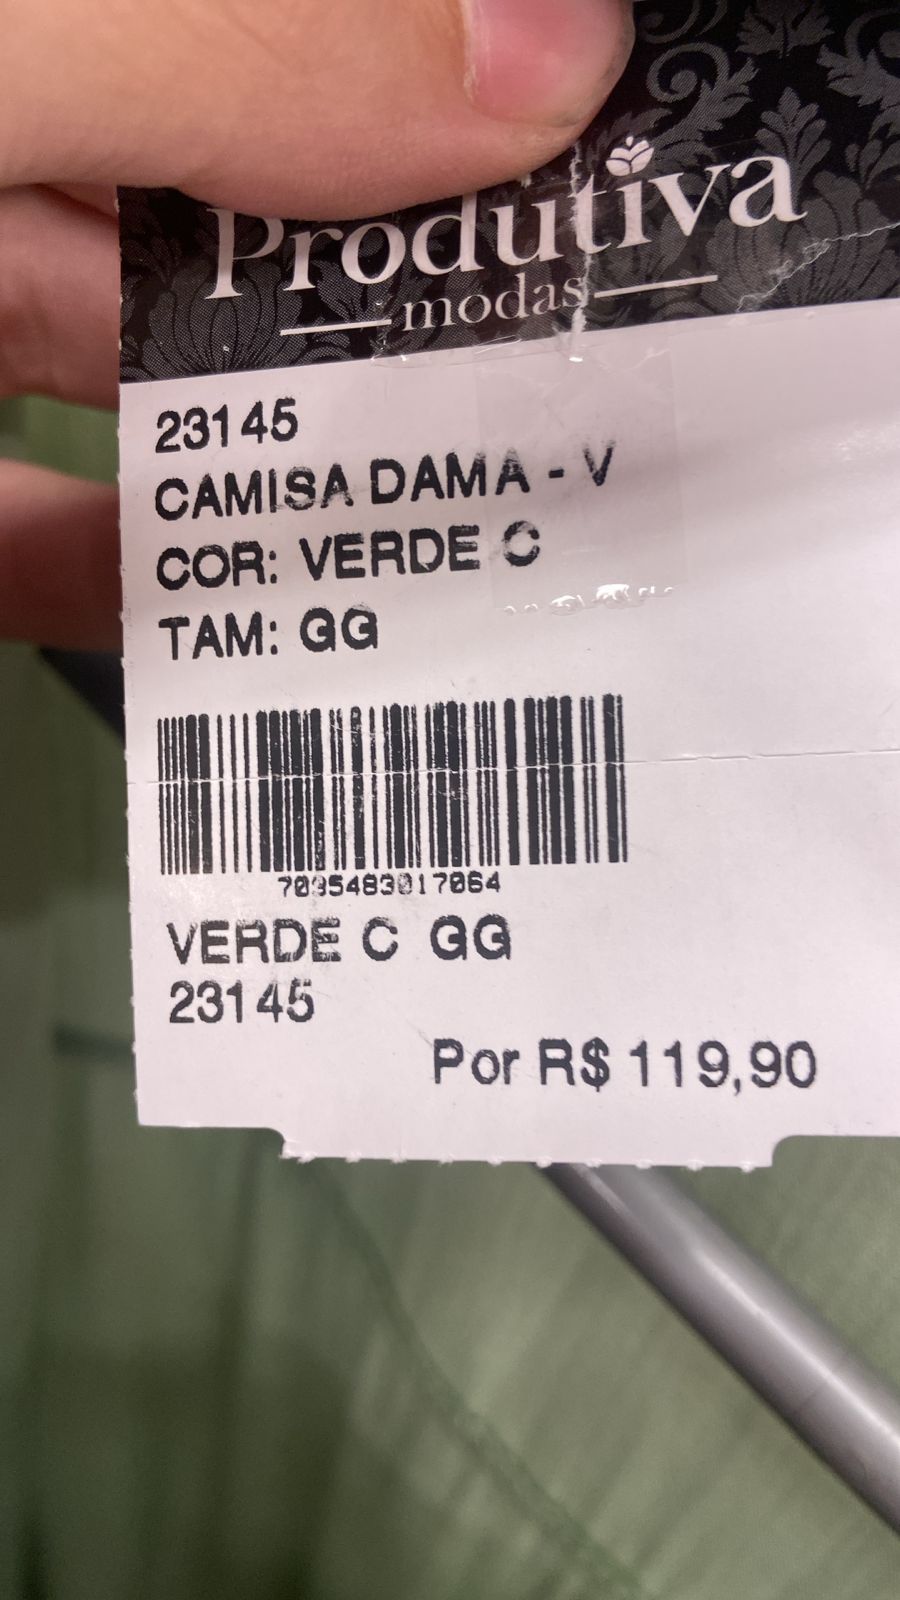 Produtiva
modas
23145
CAMISA DAMA - V
COR: VERDE C
TAM: GG
7035483017064
VERDE C GG
23145
Por R$ 119,90